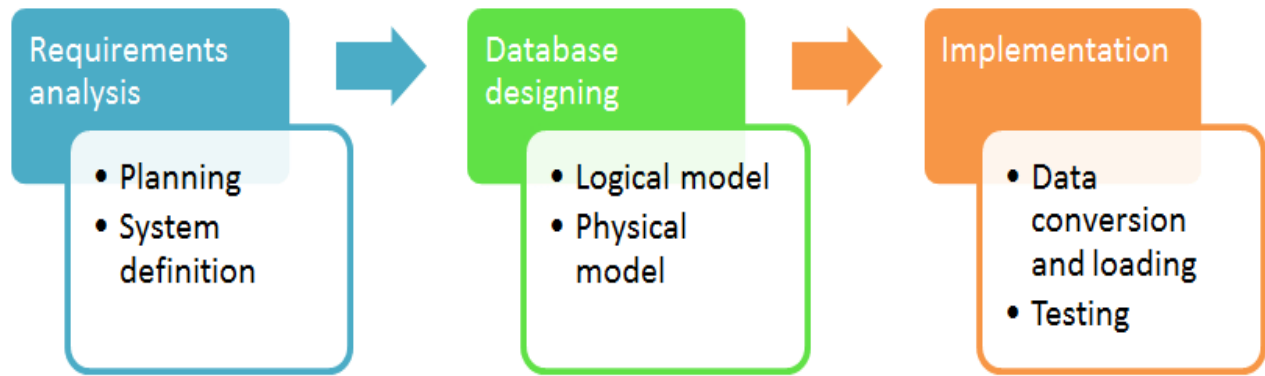 Requirements
analysis
• Planning
• System
definition
Database
designing
• Logical model
• Physical
model
Implementation
• Data
conversion
and loading
• Testing